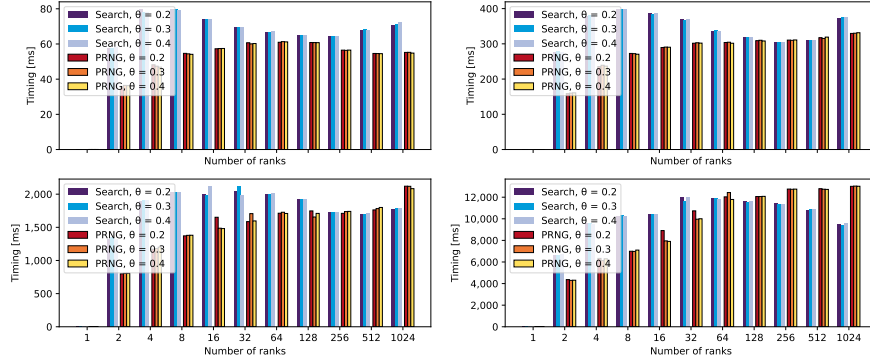 Timing [ms]
80
60
40
20
0
Search, θ = 0.2
Search, θ = 0.3
Search, θ = 0.4
PRNG, θ = 0.2
PRNG, θ = 0.3
PRNG, θ = 0.4
Number of ranks
Timing [ms]
400
300
200
100
0
Search, θ = 0.2
Search, θ = 0.3
Search, θ = 0.4
PRNG, θ = 0.2
PRNG, θ = 0.3
PRNG, θ = 0.4
Number of ranks
Timing [ms]
2,000
1,500
1,000
500
0
Search, θ = 0.2
Search, θ = 0.3
Search, θ = 0.4
PRNG, θ = 0.2
PRNG, θ = 0.3
PRNG, θ = 0.4
1 2 4 8 16 32 64 128 256 512 1024
Number of ranks
Timing [ms]
12,000
10,000
8,000
6,000
4,000
2,000
0
Search, θ = 0.2
Search, θ = 0.3
Search, θ = 0.4
PRNG, θ = 0.2
PRNG, θ = 0.3
PRNG, θ = 0.4
1 2 4 8 16 32 64 128 256 512 1024
Number of ranks